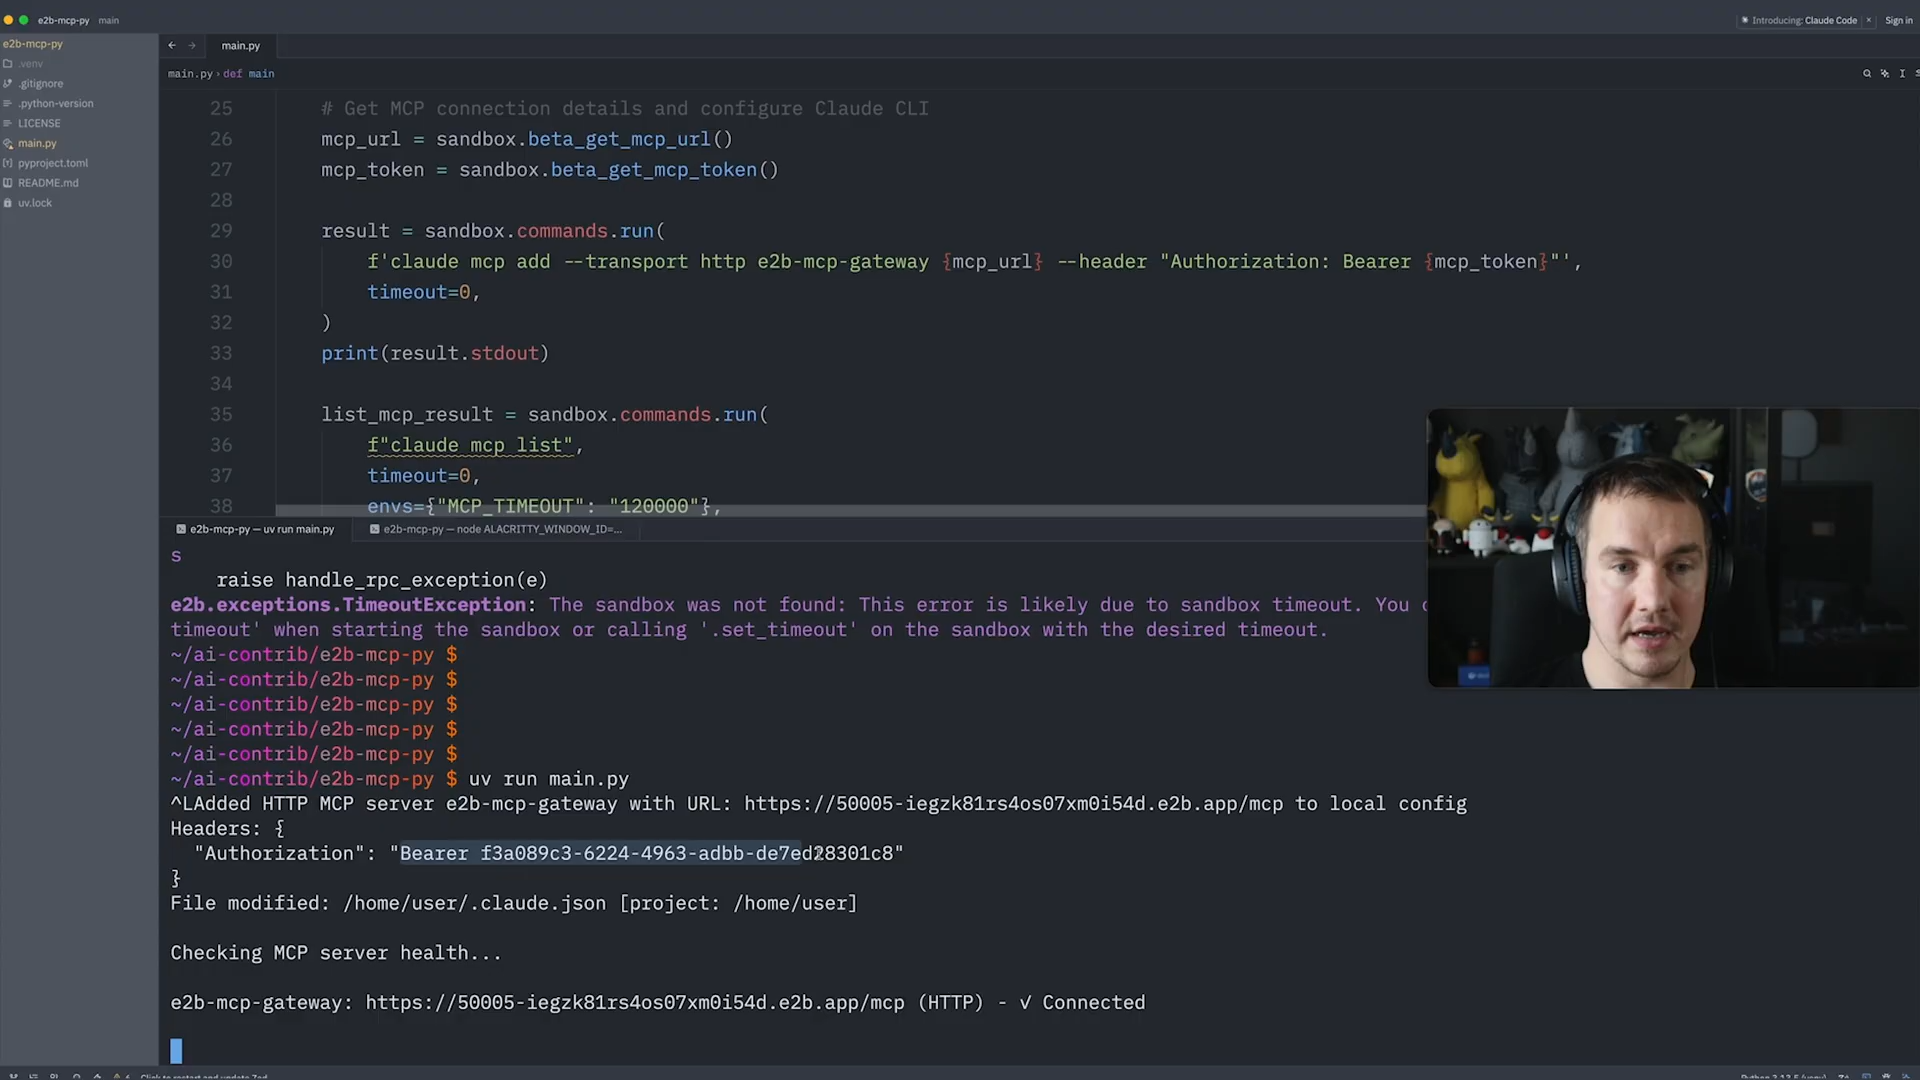 e2b-mcp-py main
Introducing: Claude Code × Sign in
e2b-mcp-py
.venv
.gitignore
.python-version
LICENSE
main.py
pyproject.toml
README.md
uv.lock
← → main.py
main.py › def main
25 # Get MCP connection details and configure Claude CLI
26 mcp_url = sandbox.beta_get_mcp_url()
27 mcp_token = sandbox.beta_get_mcp_token()
28
29 result = sandbox.commands.run(
30 f'claude mcp add --transport http e2b-mcp-gateway {mcp_url} --header "Authorization: Bearer {mcp_token}"',
31 timeout=0,
32 )
33 print(result.stdout)
34
35 list_mcp_result = sandbox.commands.run(
36 f"claude mcp list",
37 timeout=0,
38 envs={"MCP_TIMEOUT": "120000"},
e2b-mcp-py — uv run main.py e2b-mcp-py — node ALACRITTY_WINDOW_ID=...
s
raise handle_rpc_exception(e)
e2b.exceptions.TimeoutException: The sandbox was not found: This error is likely due to sandbox timeout. You
timeout' when starting the sandbox or calling '.set_timeout' on the sandbox with the desired timeout.
~/ai-contrib/e2b-mcp-py $
~/ai-contrib/e2b-mcp-py $
~/ai-contrib/e2b-mcp-py $
~/ai-contrib/e2b-mcp-py $
~/ai-contrib/e2b-mcp-py $
~/ai-contrib/e2b-mcp-py $ uv run main.py
^LAdded HTTP MCP server e2b-mcp-gateway with URL: https://50005-iegzk81rs4os07xm0i54d.e2b.app/mcp to local config
Headers: {
"Authorization": "Bearer f3a089c3-6224-4963-adbb-de7ed28301c8"
}
File modified: /home/user/.claude.json [project: /home/user]
Checking MCP server health...
e2b-mcp-gateway: https://50005-iegzk81rs4os07xm0i54d.e2b.app/mcp (HTTP) - √ Connected